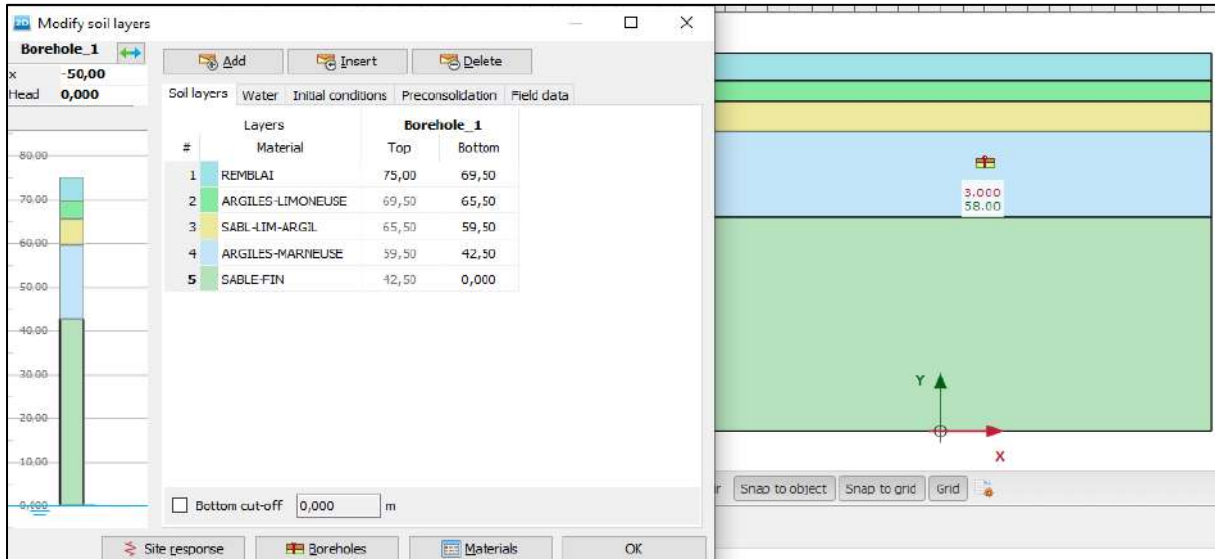 2D Modify soil layers
Borehole_1
x -50,00
Head 0,000
Add Insert Delete
Soil layers Water Initial conditions Preconsolidation Field data
Layers Borehole_1
# Material Top Bottom
1 REMBLAI 75,00 69,50
2 ARGILES-LIMONEUSE 69,50 65,50
3 SABL-LIM-ARGIL 65,50 59,50
4 ARGILES-MARNEUSE 59,50 42,50
5 SABLE-FIN 42,50 0,000
80.00
70.00
60.00
50.00
40.00
30.00
20.00
10.00
0,000
Bottom cut-off 0,000 m
Site response Boreholes Materials OK
3.000
58.00
Y
X
r Snap to object Snap to grid Grid